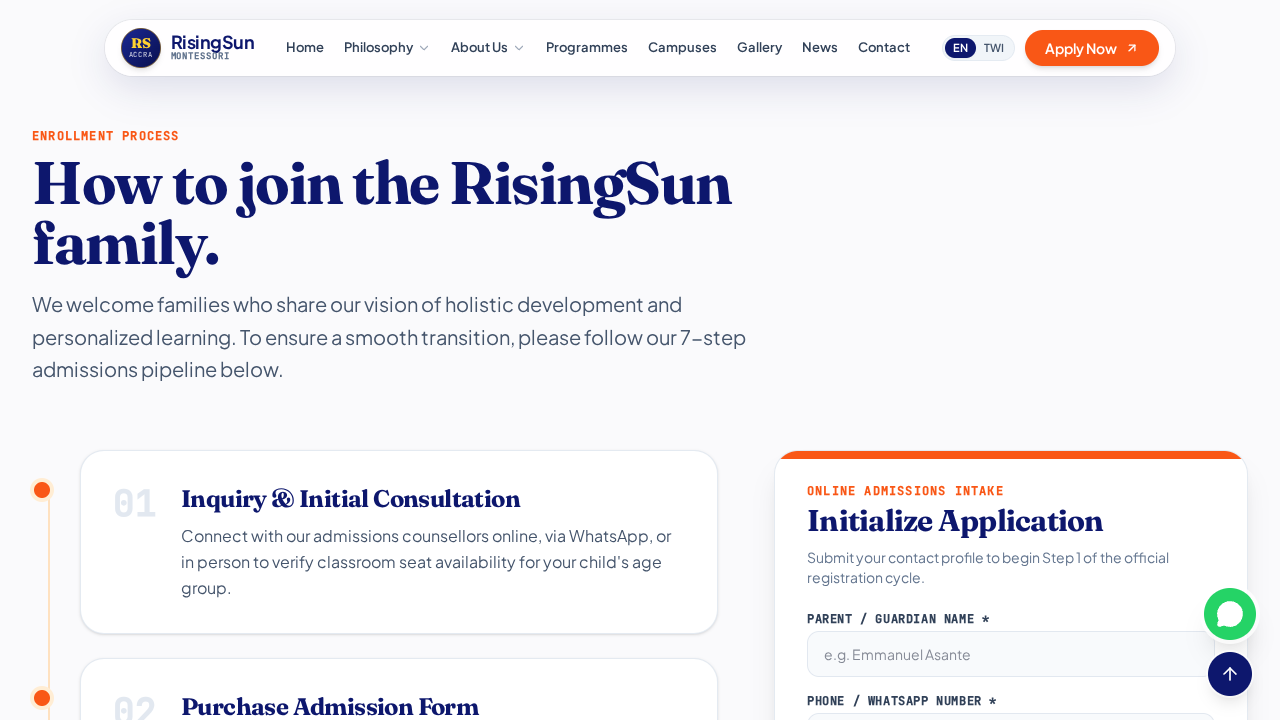 RS
ACCRA
RisingSun
MONTESSORI
Home
Philosophy
About Us
Programmes
Campuses
Gallery
News
Contact
EN
TWI
Apply Now
ENROLLMENT PROCESS
How to join the RisingSun
family.
We welcome families who share our vision of holistic development and
personalized learning. To ensure a smooth transition, please follow our 7-step
admissions pipeline below.
01
Inquiry & Initial Consultation
Connect with our admissions counsellors online, via WhatsApp, or
in person to verify classroom seat availability for your child's age
group.
02
Purchase Admission Form
ONLINE ADMISSIONS INTAKE
Initialize Application
Submit your contact profile to begin Step 1 of the official
registration cycle.
PARENT / GUARDIAN NAME *
e.g. Emmanuel Asante
PHONE / WHATSAPP NUMBER *